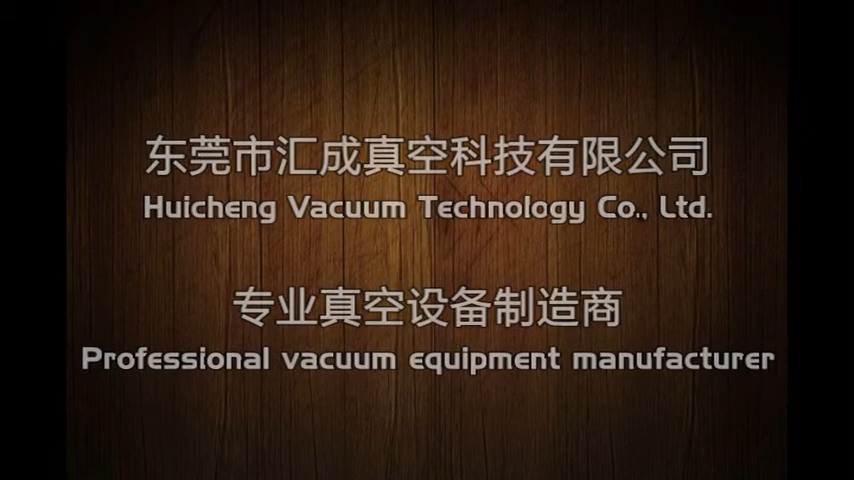 东莞市汇成真空科技有限公司
Huicheng Vacuum Technology Co., Ltd.
专业真空设备制造商
Professional vacuum equipment manufacturer